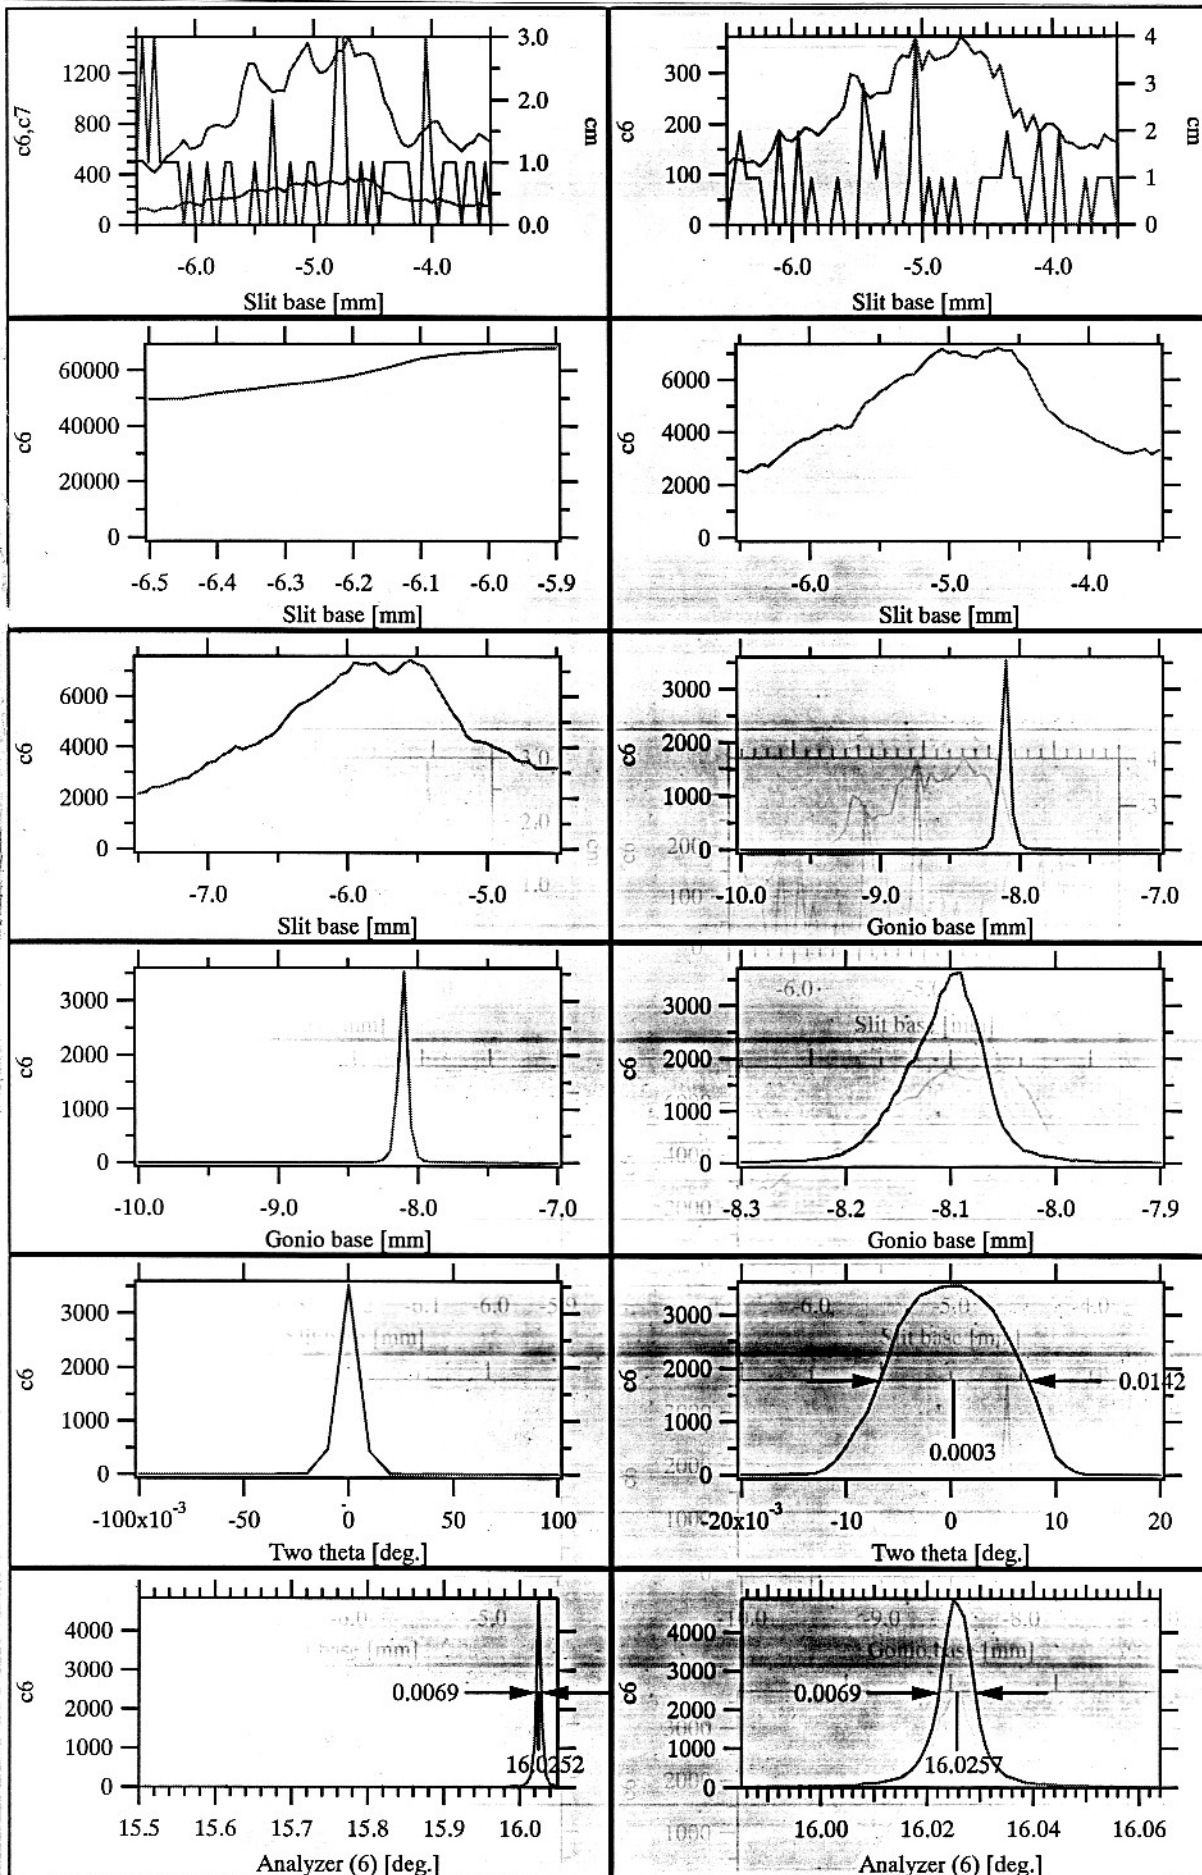 1200
800
400
0
c6,c7
3.0
2.0
1.0
0.0
cm
-6.0 -5.0 -4.0
Slit base [mm]
300
200
100
0
c6
4
3
2
1
0
cm
-6.0 -5.0 -4.0
Slit base [mm]
60000
40000
20000
0
c6
-6.5 -6.4 -6.3 -6.2 -6.1 -6.0 -5.9
Slit base [mm]
6000
4000
2000
0
c6
-6.0 -5.0 -4.0
Slit base [mm]
6000
4000
2000
0
c6
-7.0 -6.0 -5.0
Slit base [mm]
3000
2000
1000
0
c6
-10.0 -9.0 -8.0 -7.0
Gonio base [mm]
3000
2000
1000
0
c6
-10.0 -9.0 -8.0 -7.0
Gonio base [mm]
3000
2000
1000
0
c6
-8.3 -8.2 -8.1 -8.0 -7.9
Gonio base [mm]
3000
2000
1000
0
c6
-100x10-3 -50 0 50 100
Two theta [deg.]
3000
2000
1000
0
c6
0.0142
0.0003
-20x10-3 -10 0 10 20
Two theta [deg.]
4000
3000
2000
1000
0
c6
0.0069
16.0252
15.5 15.6 15.7 15.8 15.9 16.0
Analyzer (6) [deg.]
4000
3000
2000
1000
0
c6
0.0069
16.0257
16.00 16.02 16.04 16.06
Analyzer (6) [deg.]